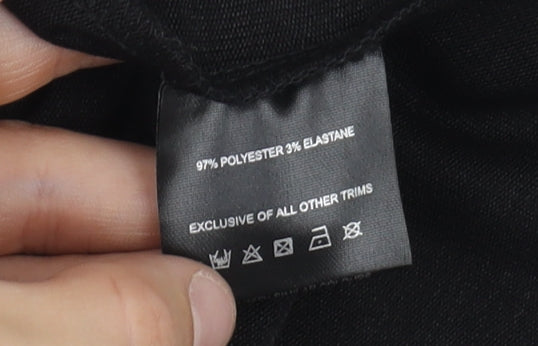 97% POLYESTER 3% ELASTANE
EXCLUSIVE OF ALL OTHER TRIMS